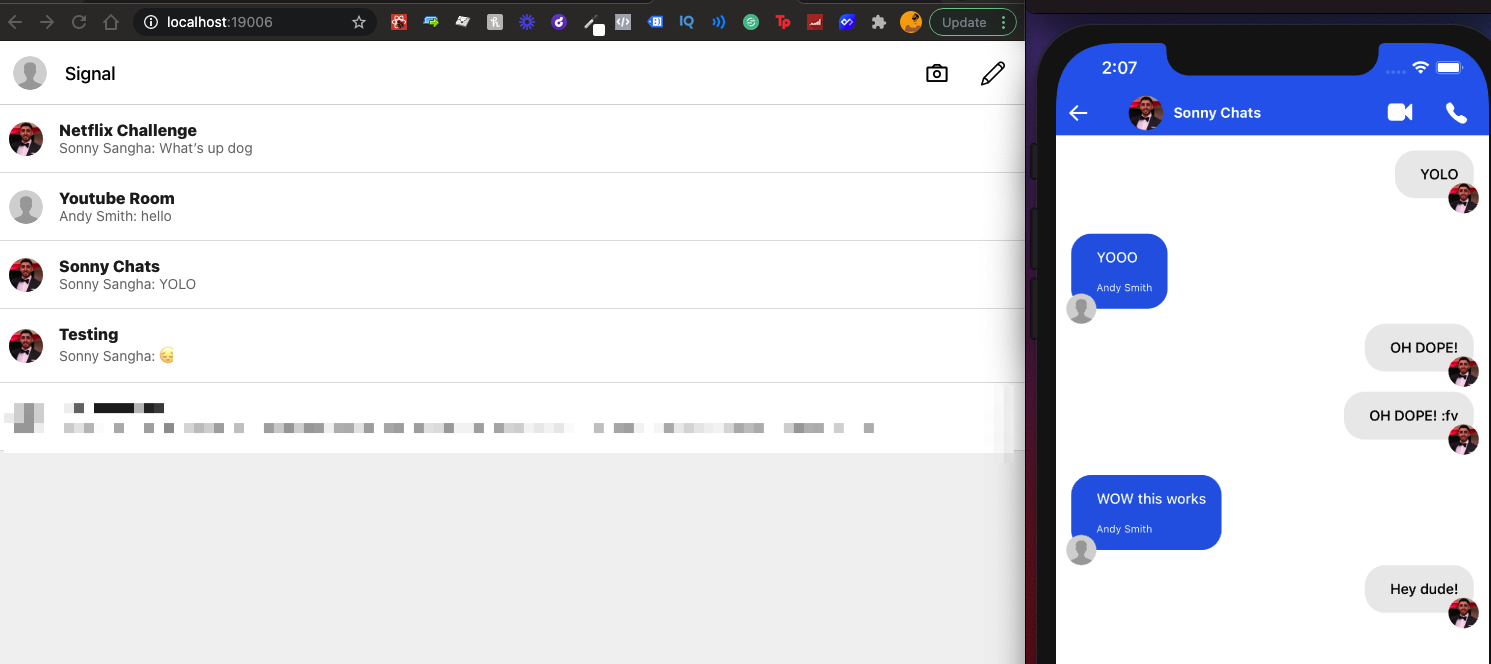 localhost:19006
IQ
Tp
Update
Signal
Netflix Challenge
Sonny Sangha: What's up dog
Youtube Room
Andy Smith: hello
Sonny Chats
Sonny Sangha: YOLO
Testing
Sonny Sangha: 😴
2:07
Sonny Chats
YOLO
YOOO
Andy Smith
OH DOPE!
OH DOPE! :fv
WOW this works
Andy Smith
Hey dude!